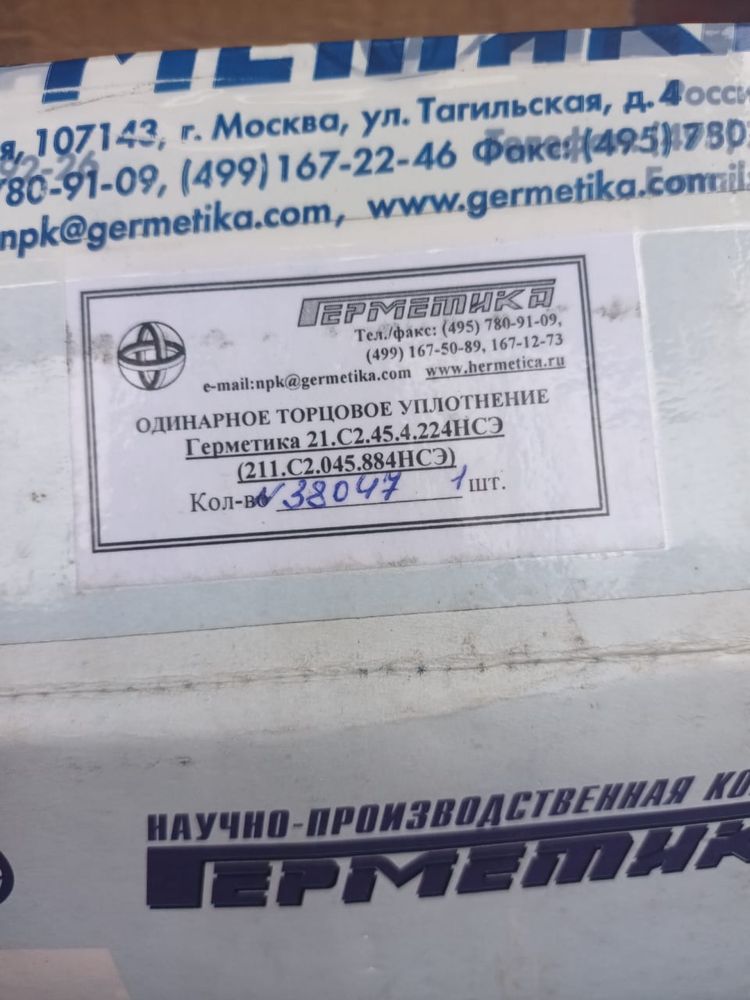 ГЕРМЕТИК
107143, г. Москва, ул. Тагильская, д. 4
780-91-09, (499) 167-22-46 Факс: (495) 780
npk@germetika.com, www.germetika.com
ГЕРМЕТИКА
Тел./факс: (495) 780-91-09,
(499) 167-50-89, 167-12-73
e-mail:npk@germetika.com www.hermetica.ru
ОДИНАРНОЕ ТОРЦОВОЕ УПЛОТНЕНИЕ
Герметика 21.С2.45.4.224НСЭ
(211.С2.045.884НСЭ)
Кол-во N 38047 1 шт.
НАУЧНО-ПРОИЗВОДСТВЕННАЯ КО
ГЕРМЕТИК